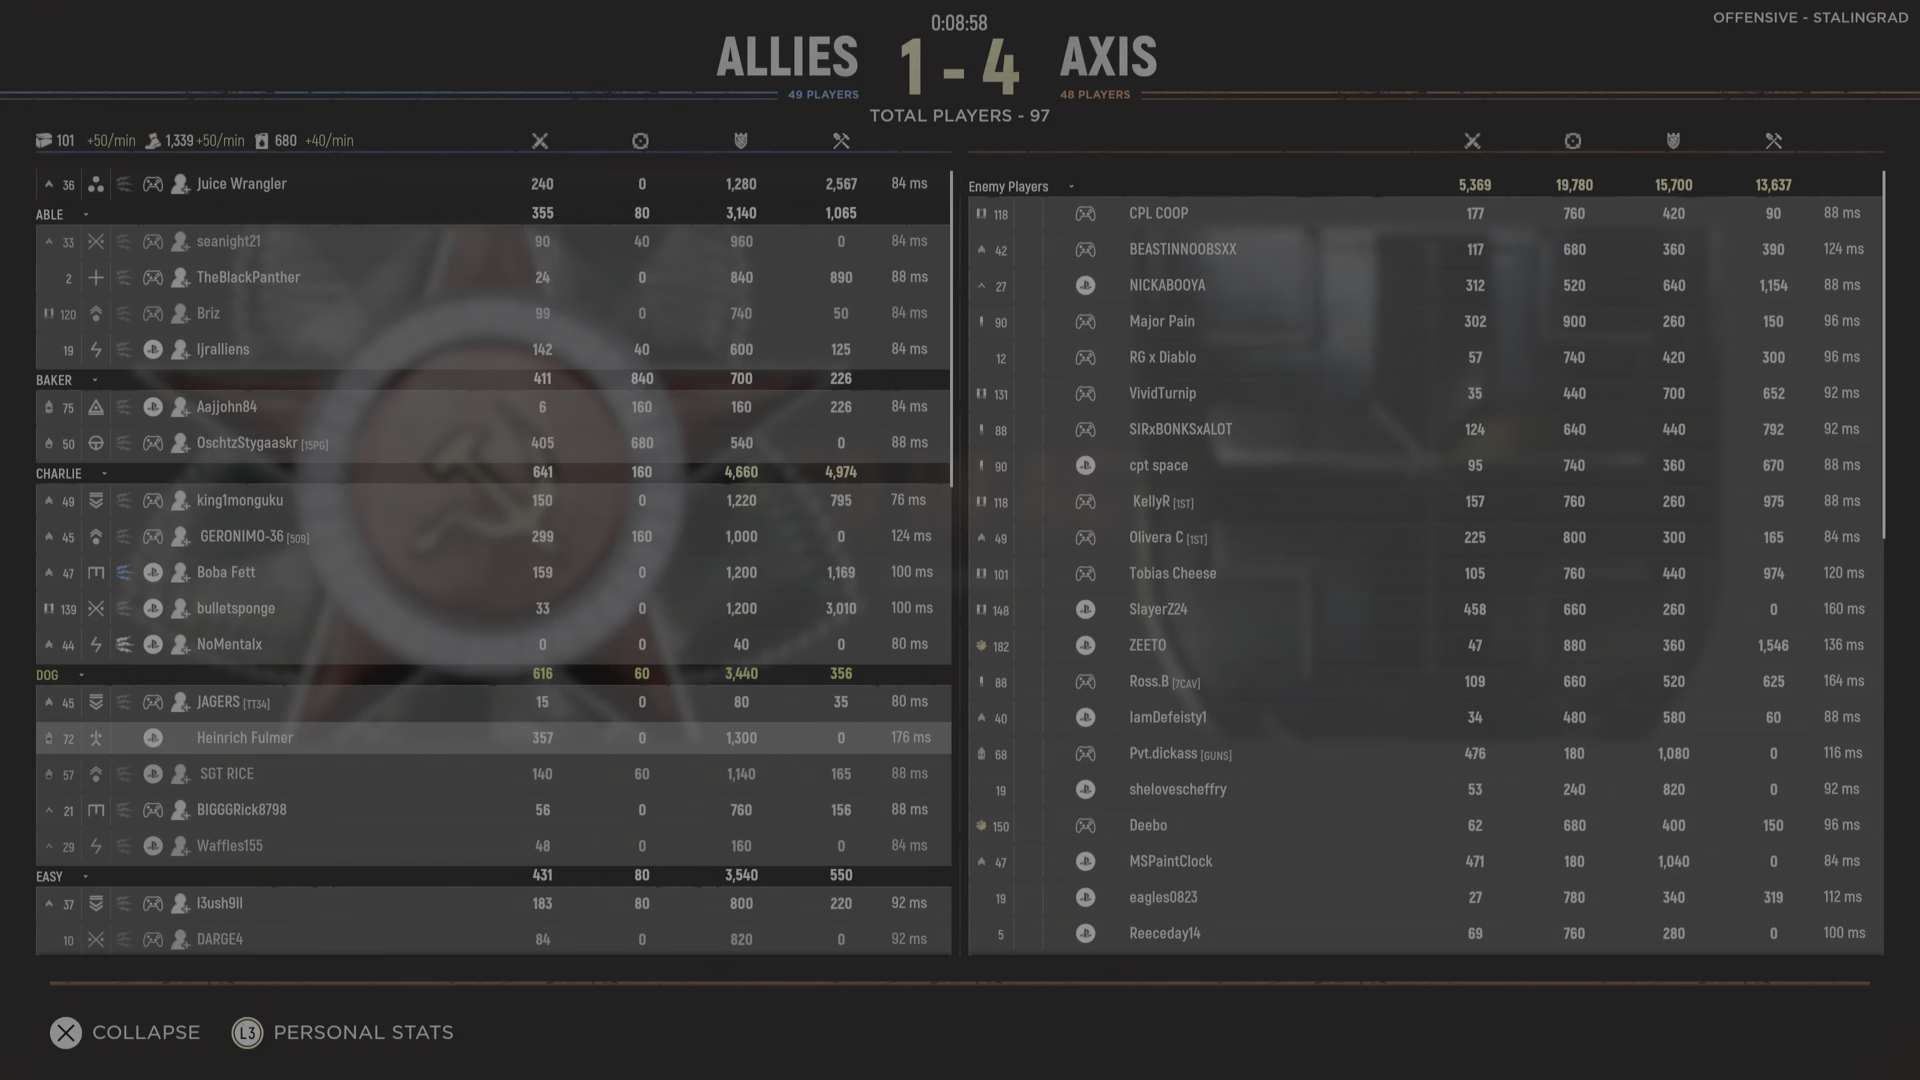 OFFENSIVE - STALINGRAD
0:08:58
ALLIES 1 - 4 AXIS
49 PLAYERS 48 PLAYERS
TOTAL PLAYERS - 97
101 +50/min 1,339 +50/min 680 +40/min
36 Juice Wrangler 240 0 1,280 2,567 84 ms
ABLE 355 80 3,140 1,065
33 seanight21 90 40 960 0 84 ms
2 TheBlackPanther 24 0 840 890 88 ms
120 Briz 99 0 740 50 84 ms
19 ljralliens 142 40 600 125 84 ms
BAKER 411 840 700 226
75 Aajjohn84 6 160 160 226 84 ms
50 OschtzStygaaskr [15PG] 405 680 540 0 88 ms
CHARLIE 641 160 4,660 4,974
49 king1monguku 150 0 1,220 795 76 ms
45 GERONIMO-36 [509] 299 160 1,000 0 124 ms
47 Boba Fett 159 0 1,200 1,169 100 ms
139 bulletsponge 33 0 1,200 3,010 100 ms
44 NoMentalx 0 0 40 0 80 ms
DOG 616 60 3,440 356
45 JAGERS [TT34] 15 0 80 35 80 ms
72 Heinrich Fulmer 357 0 1,300 0 176 ms
57 SGT RICE 140 60 1,140 165 88 ms
21 BIGGGRick8798 56 0 760 156 88 ms
29 Waffles155 48 0 160 0 84 ms
EASY 431 80 3,540 550
37 l3ush9ll 183 80 800 220 92 ms
10 DARGE4 84 0 820 0 92 ms
Enemy Players 5,369 19,780 15,700 13,637
118 CPL COOP 177 760 420 90 88 ms
42 BEASTINNOOBSXX 117 680 360 390 124 ms
27 NICKABOOYA 312 520 640 1,154 88 ms
90 Major Pain 302 900 260 150 96 ms
12 RG x Diablo 57 740 420 300 96 ms
131 VividTurnip 35 440 700 652 92 ms
88 SIRxBONKSxALOT 124 640 440 792 92 ms
90 cpt space 95 740 360 670 88 ms
118 KellyR [1ST] 157 760 260 975 88 ms
49 Olivera C [1ST] 225 800 300 165 84 ms
101 Tobias Cheese 105 760 440 974 120 ms
148 SlayerZ24 458 660 260 0 160 ms
182 ZEETO 47 880 360 1,546 136 ms
88 Ross.B [7CAV] 109 660 520 625 164 ms
40 IamDefeisty1 34 480 580 60 88 ms
68 Pvt.dickass [GUNS] 476 180 1,080 0 116 ms
19 shelovescheffry 53 240 820 0 92 ms
150 Deebo 62 680 400 150 96 ms
47 MSPaintClock 471 180 1,040 0 84 ms
19 eagles0823 27 780 340 319 112 ms
5 Reeceday14 69 760 280 0 100 ms
COLLAPSE L3 PERSONAL STATS